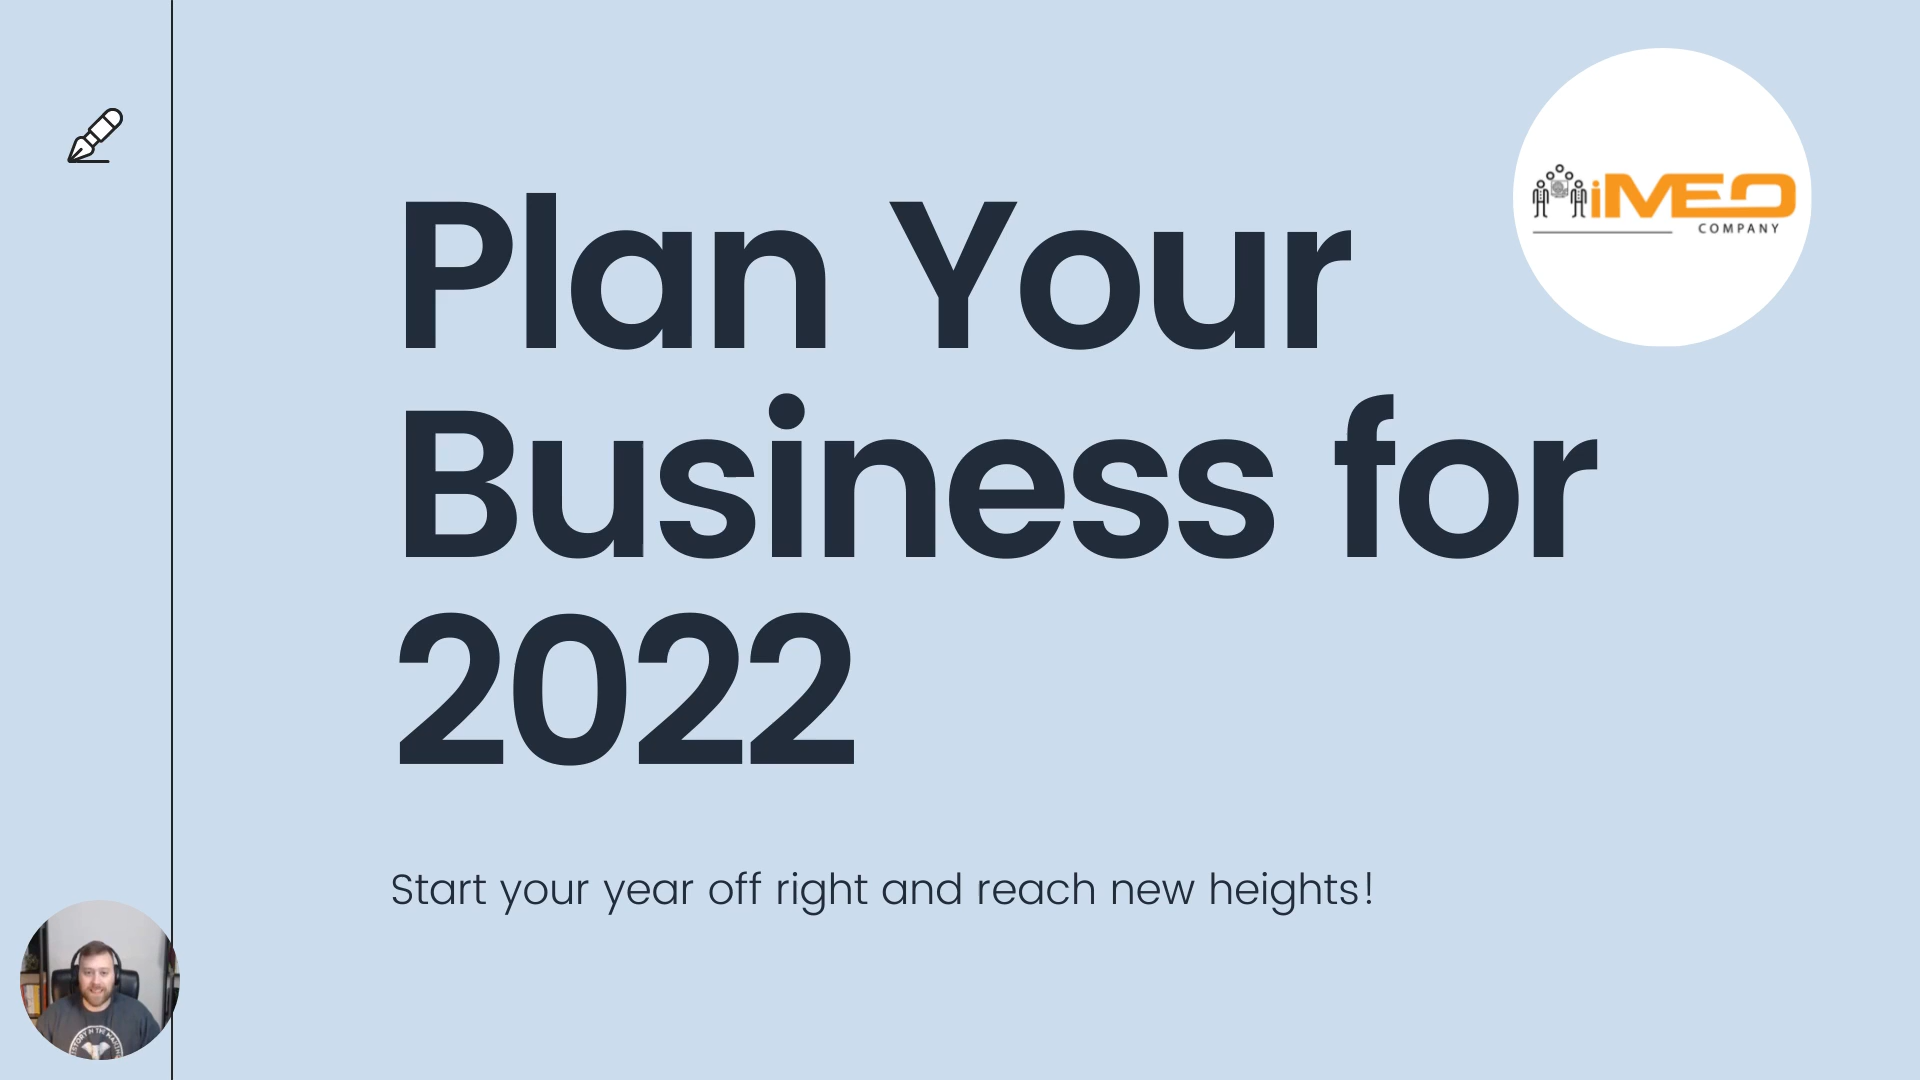 iMEO
COMPANY
Plan Your
Business for
2022
Start your year off right and reach new heights!